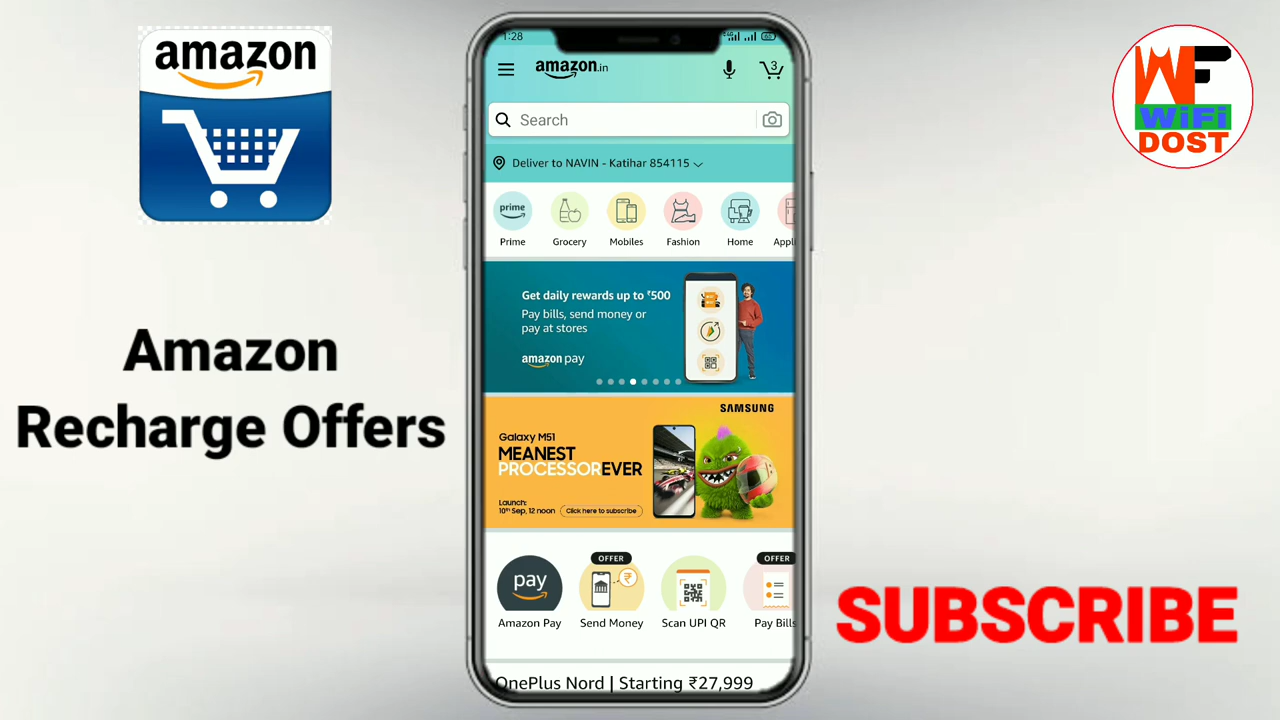 amazon
Amazon
Recharge Offers
1:28
amazon.in
3
Search
Deliver to NAVIN - Katihar 854115
prime
Prime
Grocery
Mobiles
Fashion
Home
Appli
Get daily rewards up to ₹500
Pay bills, send money or
pay at stores
amazon pay
SAMSUNG
Galaxy M51
MEANEST
PROCESSOREVER
Launch:
10th Sep, 12 noon
Click here to subscribe
OFFER
OFFER
pay
Amazon Pay
Send Money
Scan UPI QR
Pay Bills
OnePlus Nord | Starting ₹27,999
WF
WiFi
DOST
SUBSCRIBE